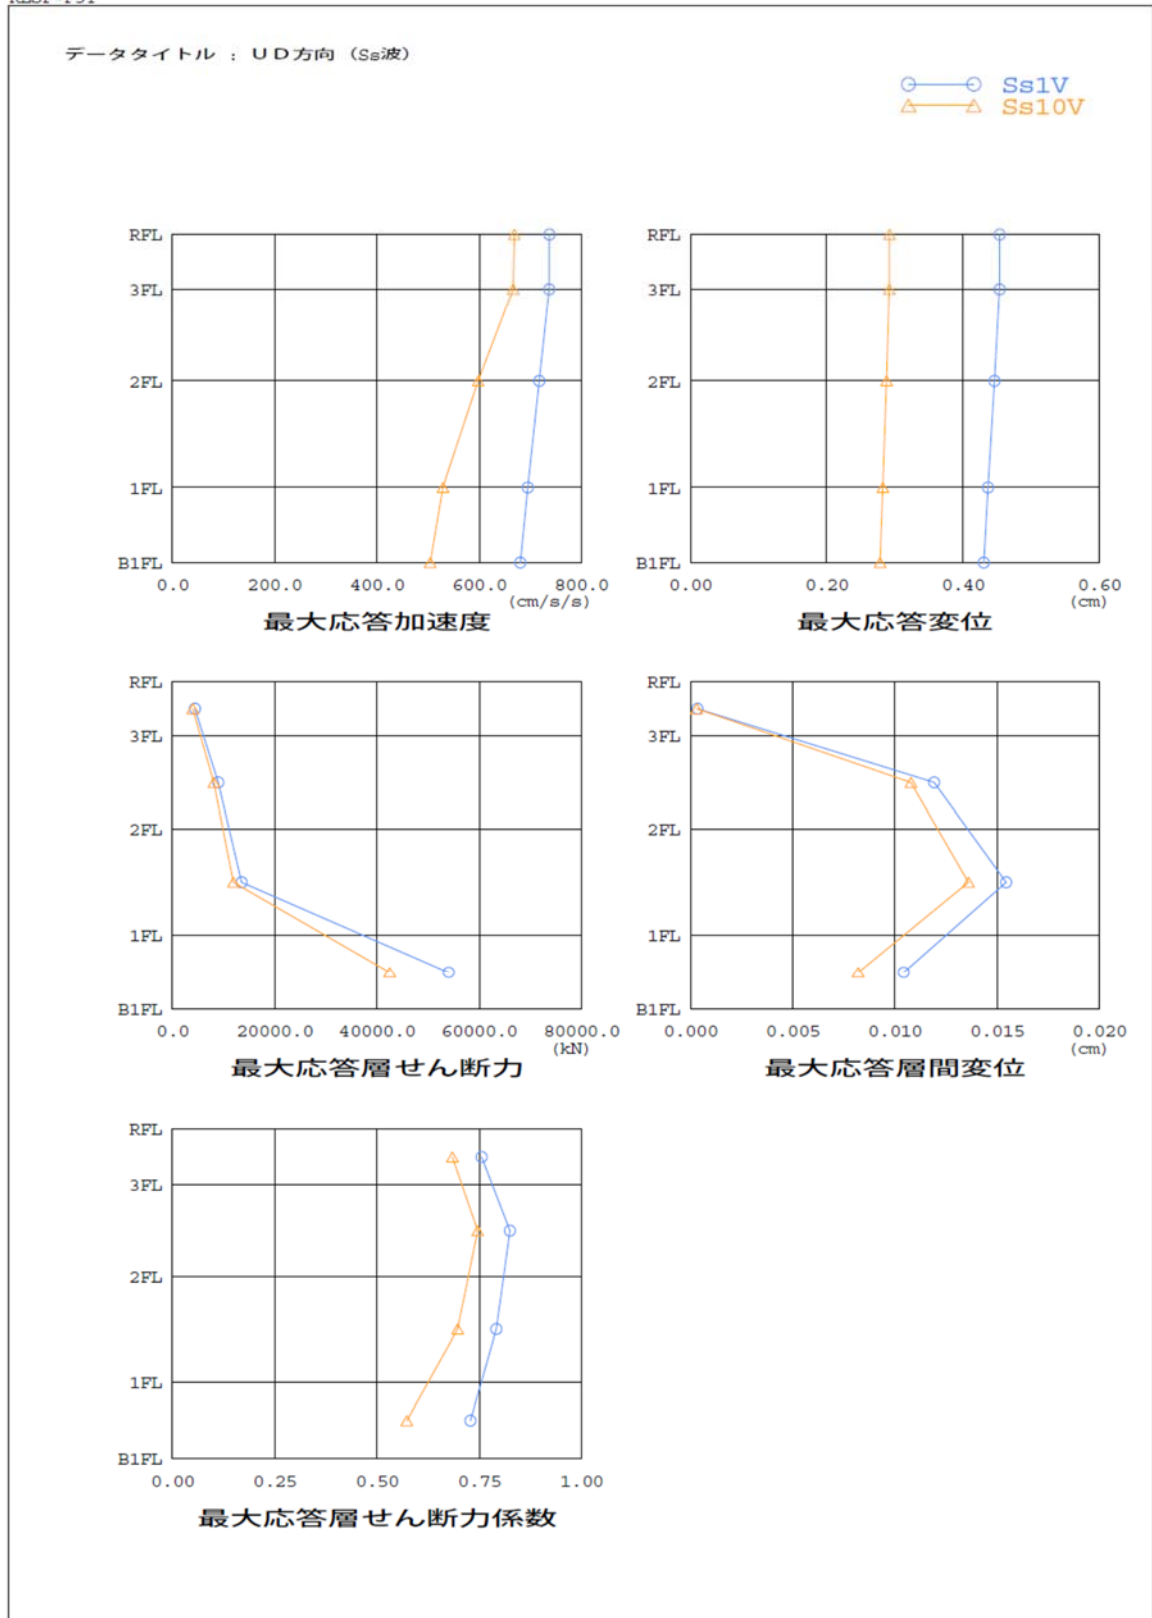 データタイトル : UD方向 (Ss波)
Ss1V
Ss10V
RFL
3FL
2FL
1FL
B1FL
0.0 200.0 400.0 600.0 800.0
(cm/s/s)
最大応答加速度
RFL
3FL
2FL
1FL
B1FL
0.00 0.20 0.40 0.60
(cm)
最大応答変位
RFL
3FL
2FL
1FL
B1FL
0.0 20000.0 40000.0 60000.0 80000.0
(kN)
最大応答層せん断力
RFL
3FL
2FL
1FL
B1FL
0.000 0.005 0.010 0.015 0.020
(cm)
最大応答層間変位
RFL
3FL
2FL
1FL
B1FL
0.00 0.25 0.50 0.75 1.00
最大応答層せん断力係数